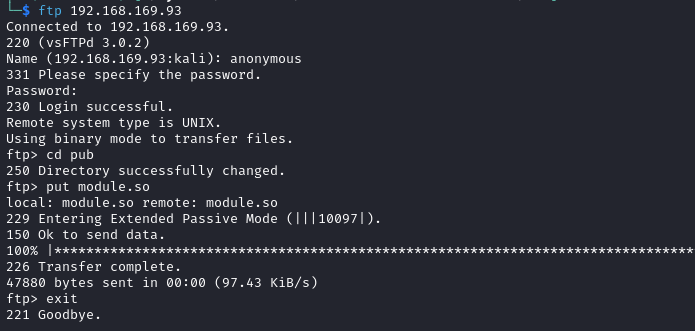 └─$ ftp 192.168.169.93
Connected to 192.168.169.93.
220 (vsFTPd 3.0.2)
Name (192.168.169.93:kali): anonymous
331 Please specify the password.
Password:
230 Login successful.
Remote system type is UNIX.
Using binary mode to transfer files.
ftp> cd pub
250 Directory successfully changed.
ftp> put module.so
local: module.so remote: module.so
229 Entering Extended Passive Mode (|||10097|).
150 Ok to send data.
100% |*******************************************************************************
226 Transfer complete.
47880 bytes sent in 00:00 (97.43 KiB/s)
ftp> exit
221 Goodbye.